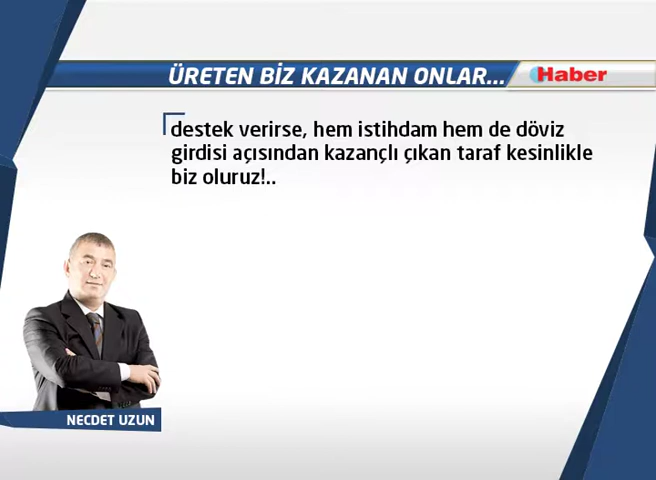 ÜRETEN BİZ KAZANAN ONLAR...
Haber
destek verirse, hem istihdam hem de döviz
girdisi açısından kazançlı çıkan taraf kesinlikle
biz oluruz!..
NECDET UZUN